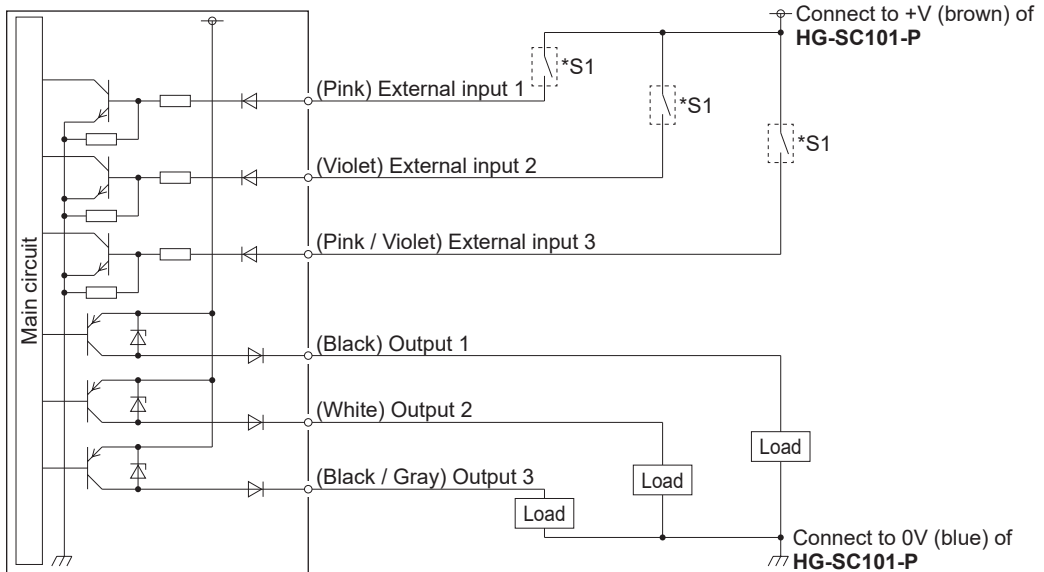 Connect to +V (brown) of
HG-SC101-P
*S1
(Pink) External input 1
*S1
*S1
(Violet) External input 2
(Pink / Violet) External input 3
Main circuit
(Black) Output 1
(White) Output 2
Load
(Black / Gray) Output 3
Load
Load
Connect to 0V (blue) of
HG-SC101-P